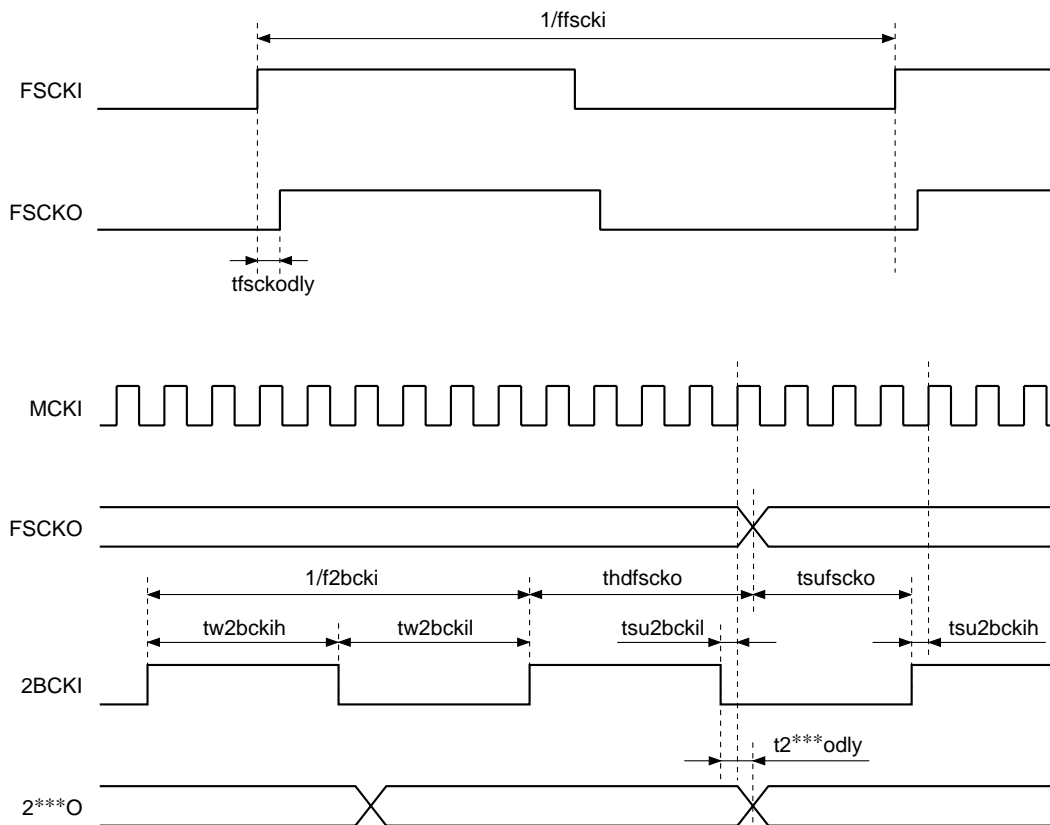 1/ffscki
FSCKI
FSCKO
tfsckodly
MCKI
FSCKO
1/f2bcki
thdfscko
tsufscko
tw2bckih
tw2bckil
tsu2bckil
tsu2bckih
2BCKI
t2***odly
2***O